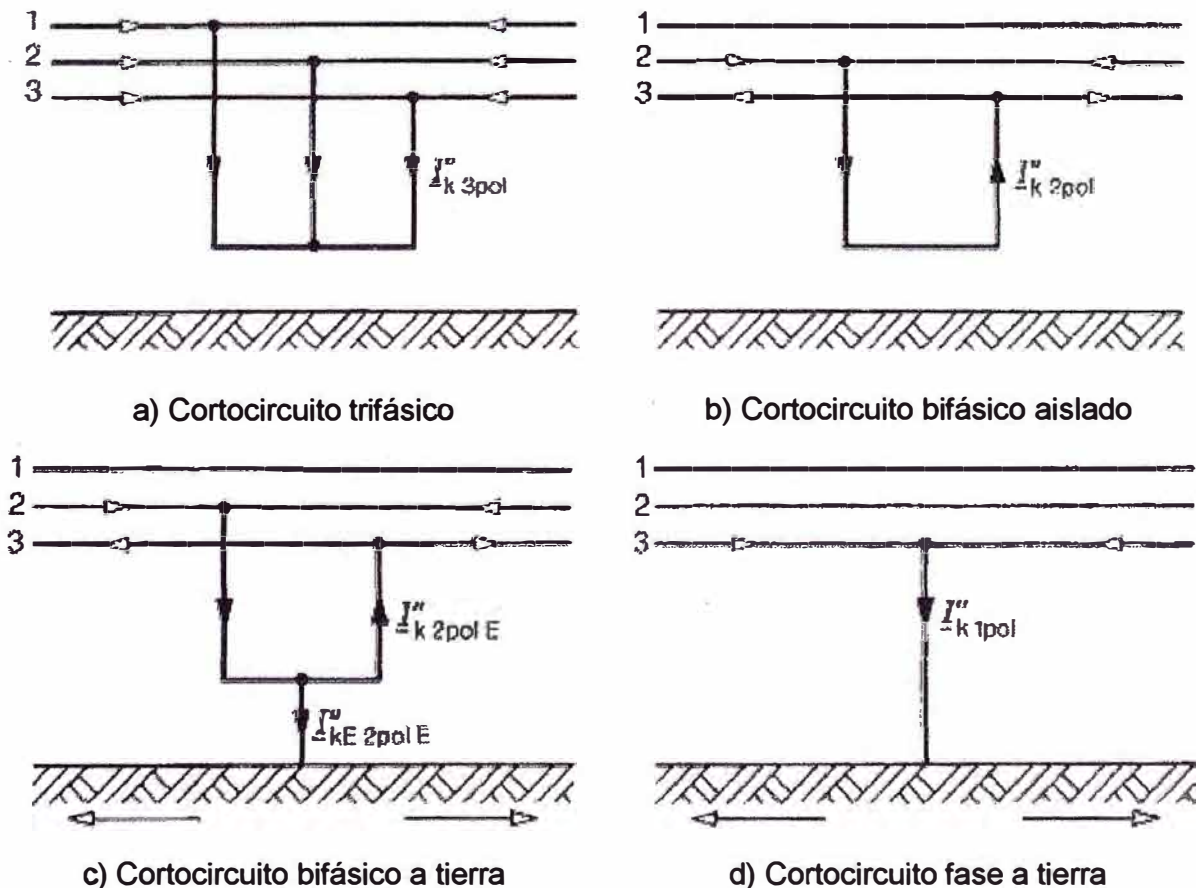 1
2
3
I"k 3pol
a) Cortocircuito trifásico
1
2
3
I"k 2pol
b) Cortocircuito bifásico aislado
1
2
3
I"k 2pol E
I"kE 2pol E
c) Cortocircuito bifásico a tierra
1
2
3
I"k 1pol
d) Cortocircuito fase a tierra